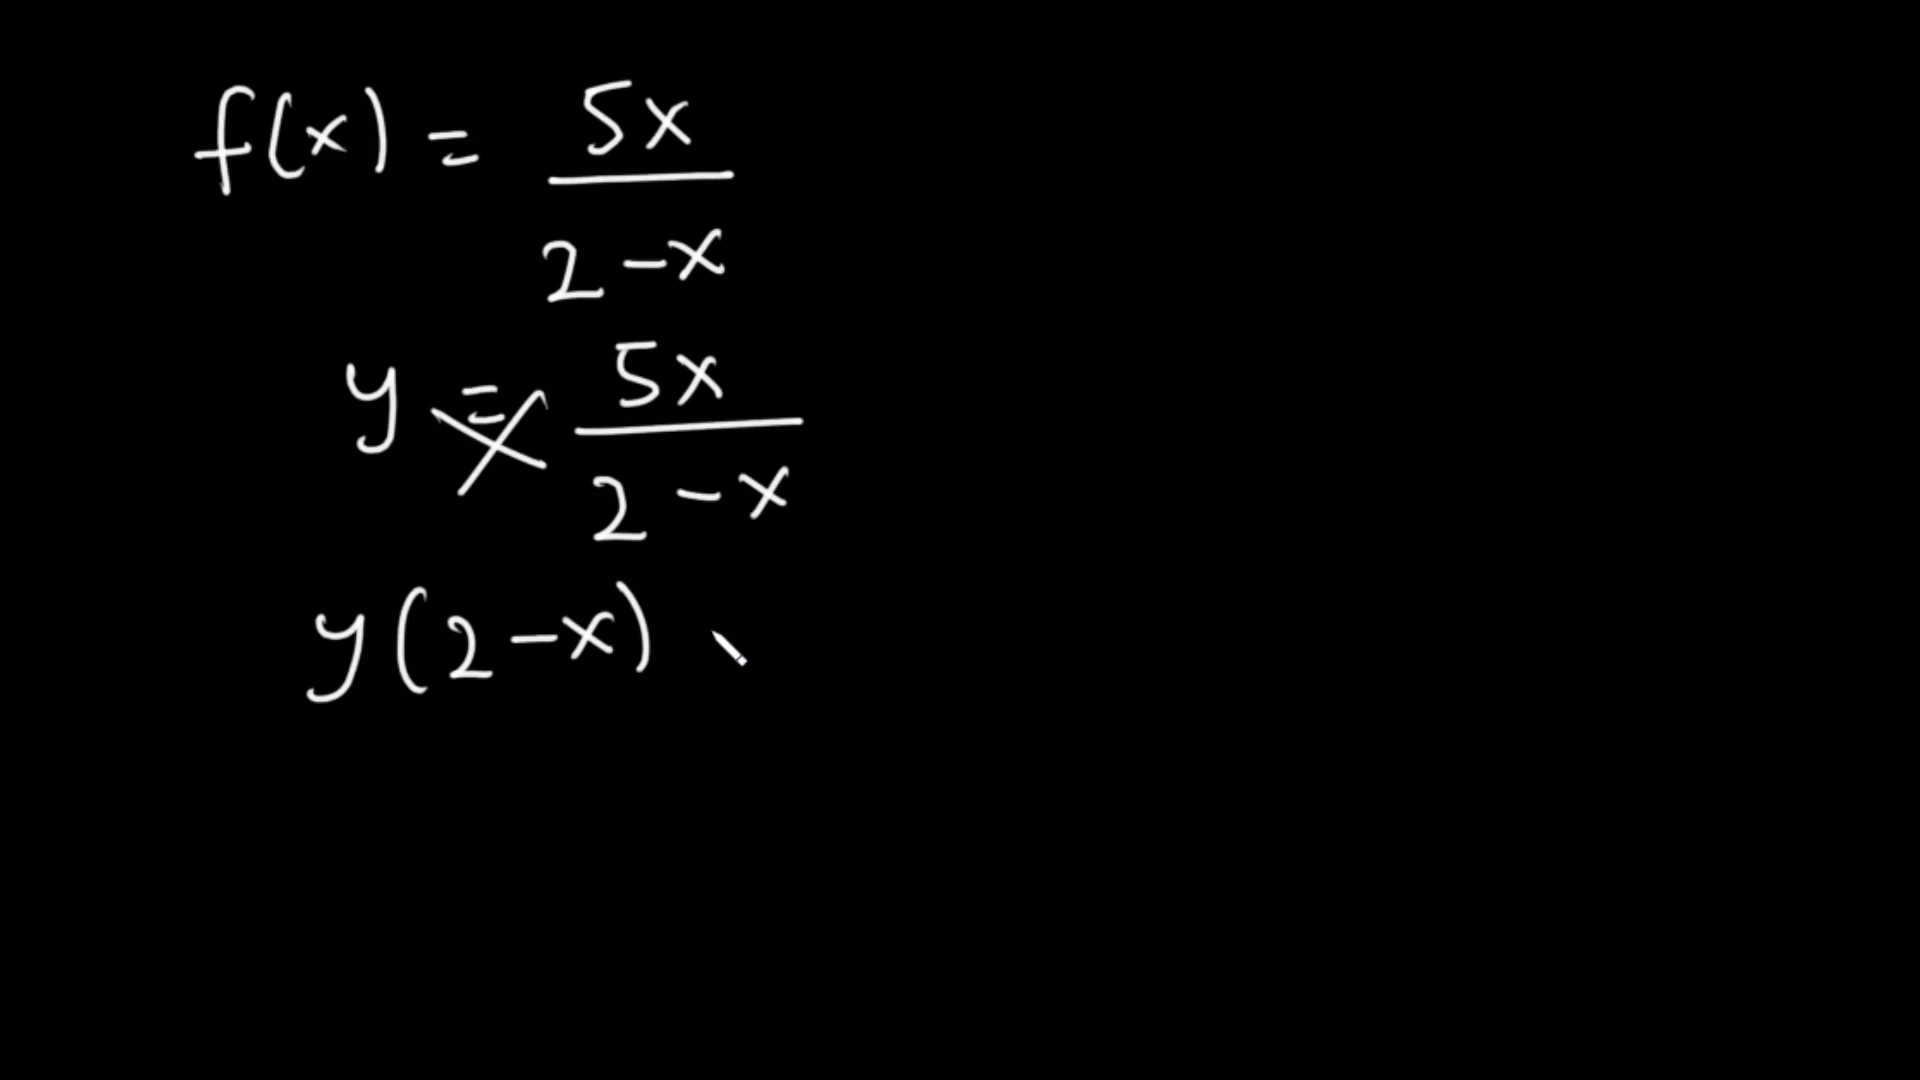 f(x) = 5x / 2 - x
y = 5x / 2 - x
y(2 - x)